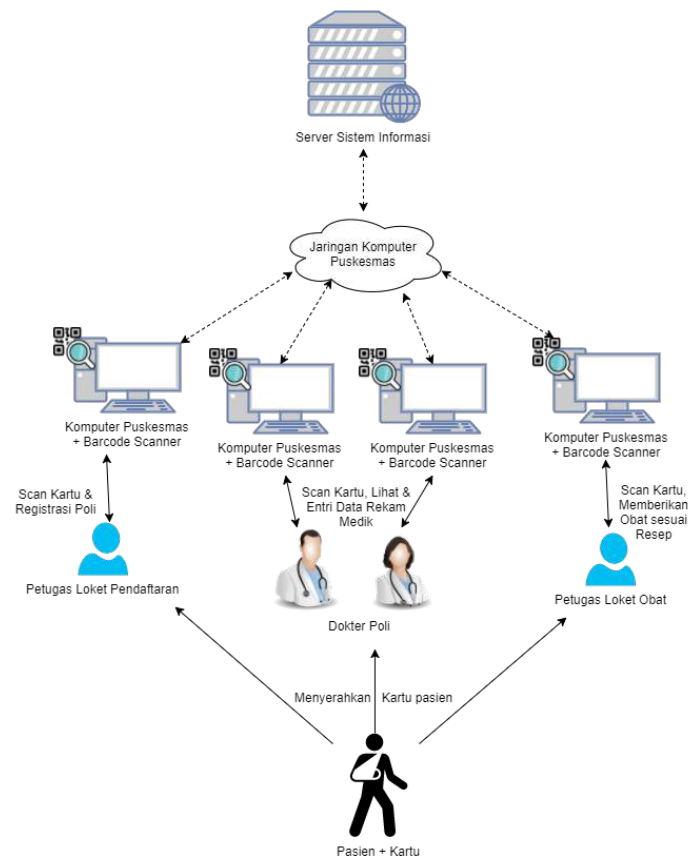 Server Sistem Informasi
Jaringan Komputer
Puskesmas
Komputer Puskesmas
+ Barcode Scanner
Komputer Puskesmas
+ Barcode Scanner
Komputer Puskesmas
+ Barcode Scanner
Komputer Puskesmas
+ Barcode Scanner
Scan Kartu &
Registrasi Poli
Scan Kartu, Lihat &
Entri Data Rekam
Medik
Scan Kartu,
Memberikan
Obat sesuai
Resep
Petugas Loket Pendaftaran
Dokter Poli
Petugas Loket Obat
Menyerahkan Kartu pasien
Pasien + Kartu